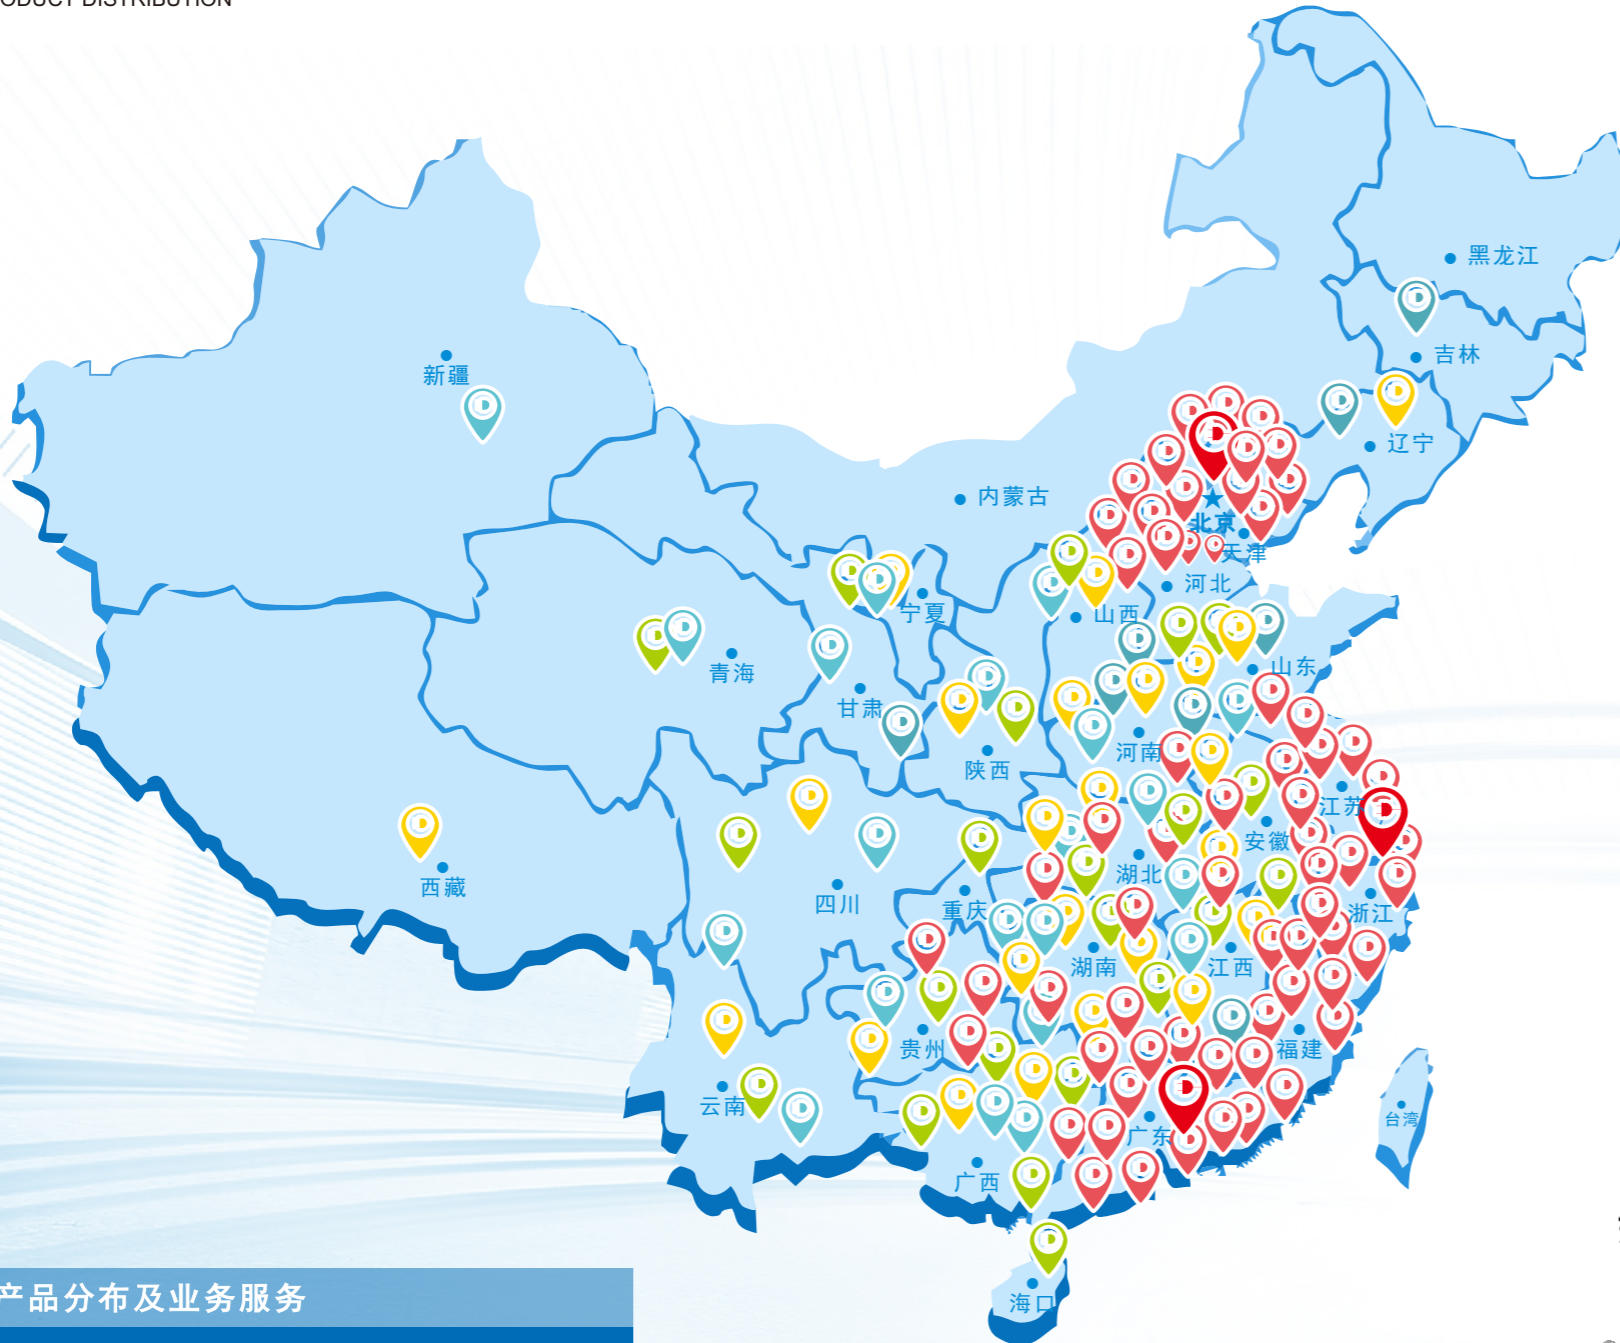 ODUCT DISTRIBUTION
黑龙江
吉林
新疆
辽宁
内蒙古
北京
天津
河北
宁夏
山西
青海
山东
甘肃
河南
陕西
江苏
安徽
湖北
西藏
四川
重庆
浙江
湖南
江西
贵州
福建
云南
台湾
广东
广西
产品分布及业务服务
海口